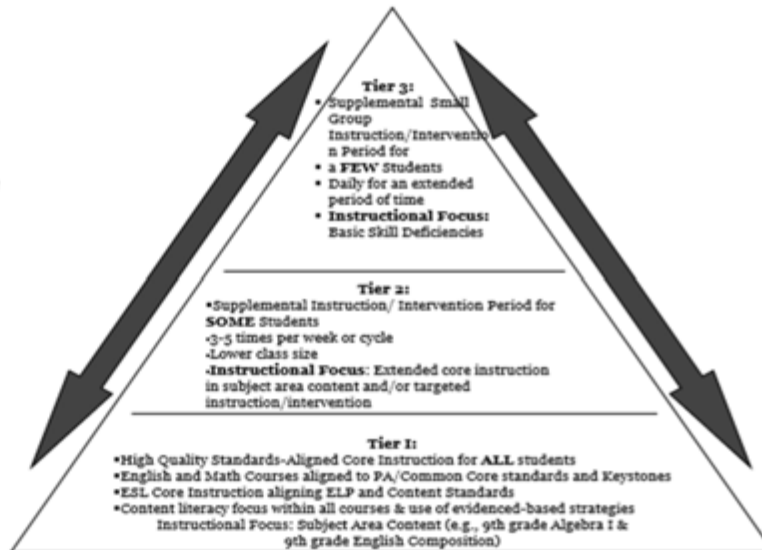 Tier 3:
▪ Supplemental Small
Group
Instruction/Interventio
n Period for
▪ a FEW Students
▪ Daily for an extended
period of time
▪ Instructional Focus:
Basic Skill Deficiencies
Tier 2:
▪Supplemental Instruction/ Intervention Period for
SOME Students
•3-5 times per week or cycle
•Lower class size
•Instructional Focus: Extended core instruction
in subject area content and/or targeted
instruction/intervention
Tier I:
▪High Quality Standards-Aligned Core Instruction for ALL students
▪English and Math Courses aligned to PA/Common Core standards and Keystones
▪ESL Core Instruction aligning ELP and Content Standards
▪Content literacy focus within all courses & use of evidenced-based strategies
Instructional Focus: Subject Area Content (e.g., 9th grade Algebra I &
9th grade English Composition)